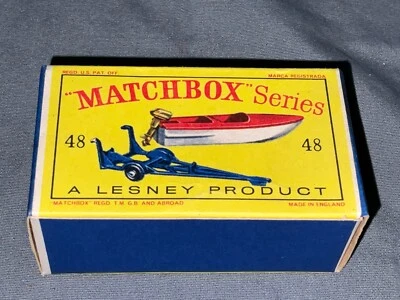 REGD U.S. PAT. OFF. MARCA REGISTRADA
"MATCHBOX" Series
48 48
A LESNEY PRODUCT
"MATCHBOX" REGD T.M. G.B. AND ABROAD MADE IN ENGLAND